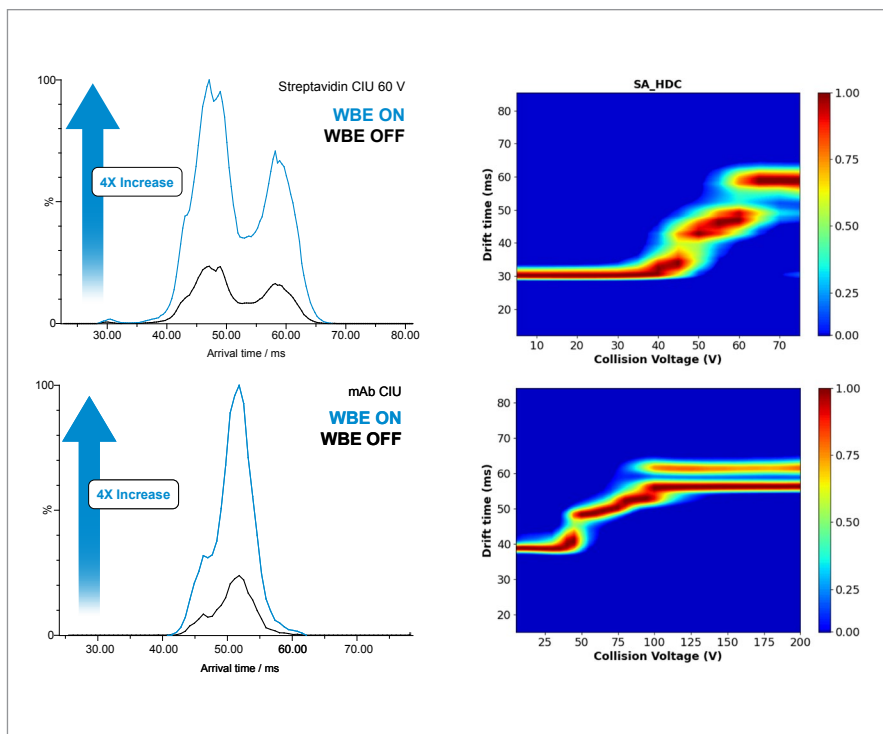 Streptavidin CIU 60 V
WBE ON
WBE OFF
4X Increase
100
%
0
30.00 40.00 50.00 60.00 70.00 80.00
Arrival time / ms
SA_HDC
Drift time (ms)
80
70
60
50
40
30
20
10 20 30 40 50 60 70
Collision Voltage (V)
1.00
0.75
0.50
0.25
0.00
mAb CIU
WBE ON
WBE OFF
4X Increase
100
%
0
30.00 40.00 50.00 60.00 70.00
Arrival time / ms
Drift time (ms)
80
70
60
50
40
30
20
25 50 75 100 125 150 175 200
Collision Voltage (V)
1.00
0.75
0.50
0.25
0.00